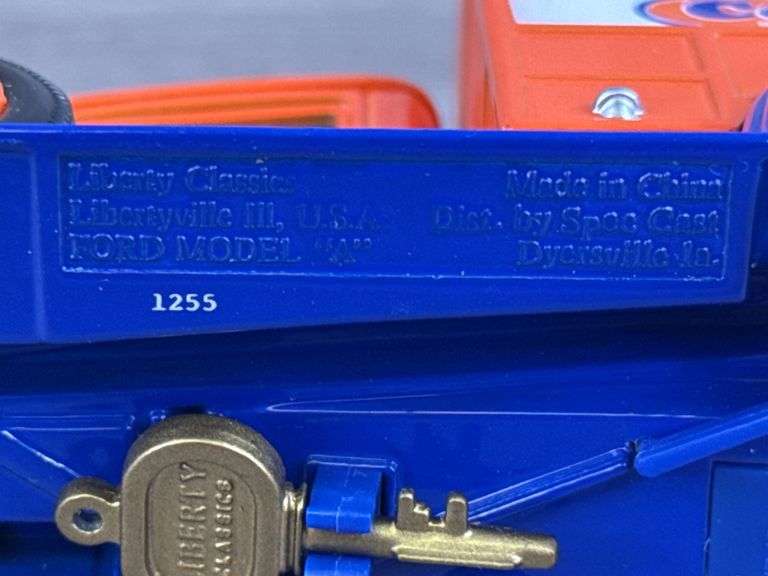 Liberty Classics
Libertyville Ill, U.S.A.
FORD MODEL "A"
Made in China
Dist. by Spec Cast
Dyersville Ia.
1255
LIBERTY
CLASSICS